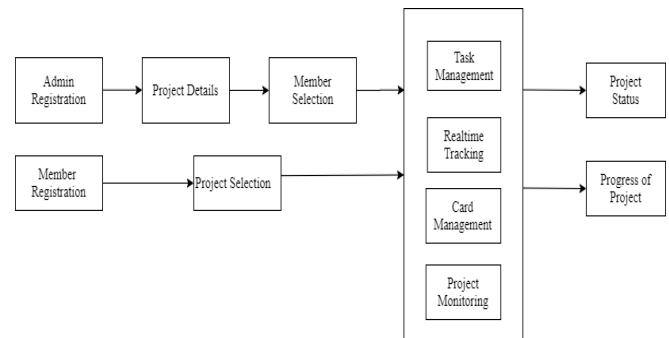 Admin
Registration
Project Details
Member
Selection
Member
Registration
Project Selection
Task
Management
Realtime
Tracking
Card
Management
Project
Monitoring
Project
Status
Progress of
Project